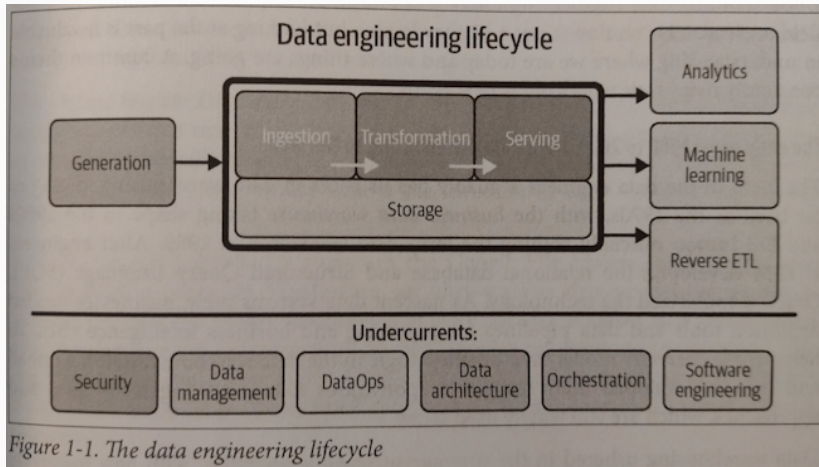 Data engineering lifecycle
Generation
Ingestion
Transformation
Serving
Storage
Analytics
Machine
learning
Reverse ETL
Undercurrents:
Security
Data
management
DataOps
Data
architecture
Orchestration
Software
engineering
Figure 1-1. The data engineering lifecycle